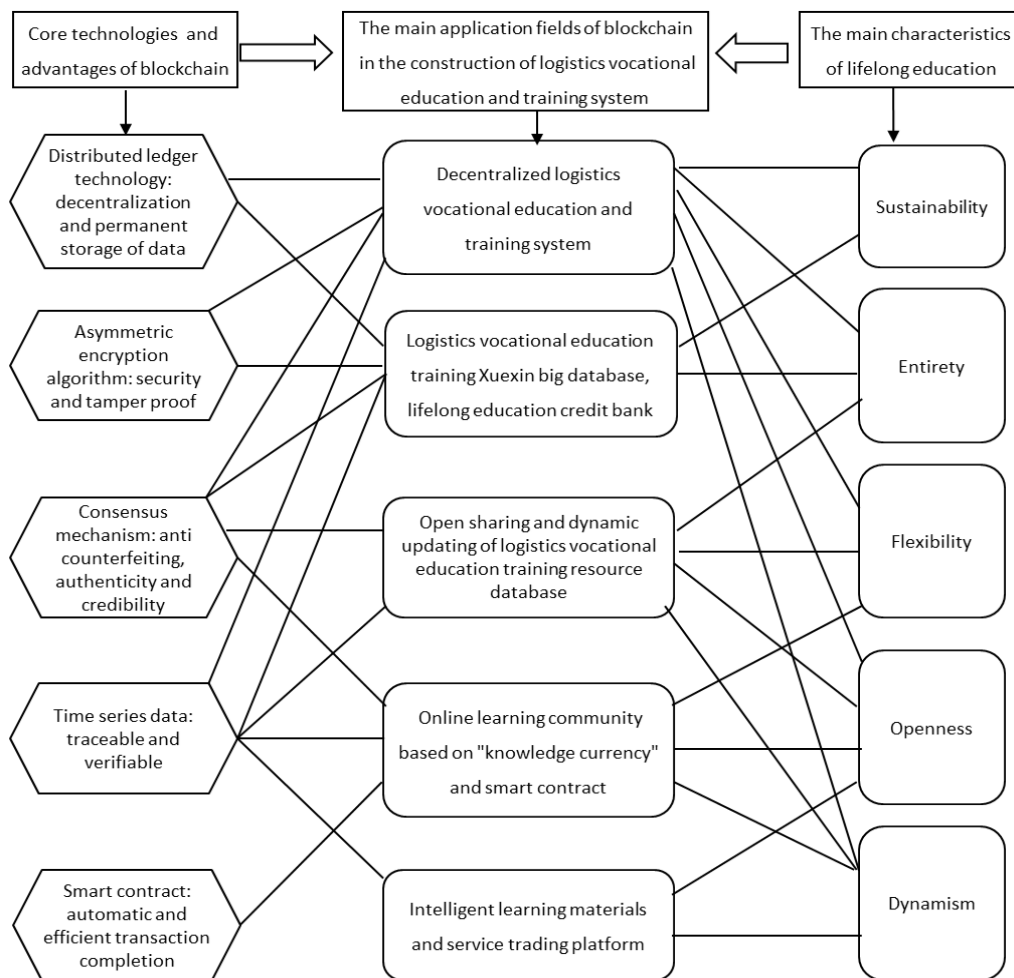 Core technologies and
advantages of blockchain
The main application fields of blockchain
in the construction of logistics vocational
education and training system
The main characteristics
of lifelong education
Distributed ledger
technology:
decentralization
and permanent
storage of data
Asymmetric
encryption
algorithm: security
and tamper proof
Consensus
mechanism: anti
counterfeiting,
authenticity and
credibility
Time series data:
traceable and
verifiable
Smart contract:
automatic and
efficient transaction
completion
Decentralized logistics
vocational education and
training system
Logistics vocational education
training Xuexin big database,
lifelong education credit bank
Open sharing and dynamic
updating of logistics vocational
education training resource
database
Online learning community
based on "knowledge currency"
and smart contract
Intelligent learning materials
and service trading platform
Sustainability
Entirety
Flexibility
Openness
Dynamism